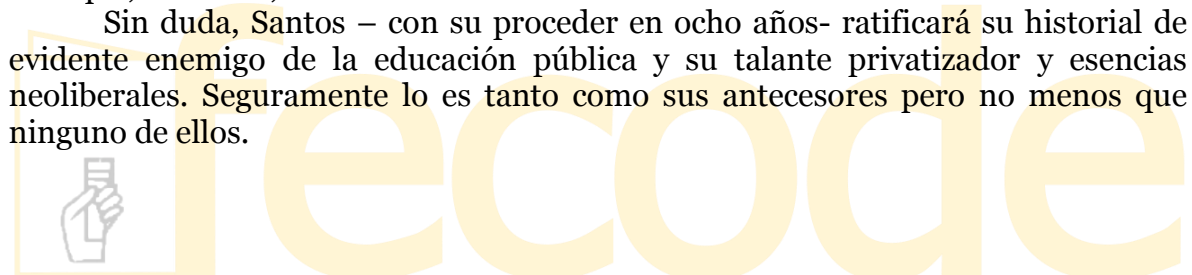 Sin duda, Santos – con su proceder en ocho años- ratificará su historial de
evidente enemigo de la educación pública y su talante privatizador y esencias
neoliberales. Seguramente lo es tanto como sus antecesores pero no menos que
ninguno de ellos.
fecode